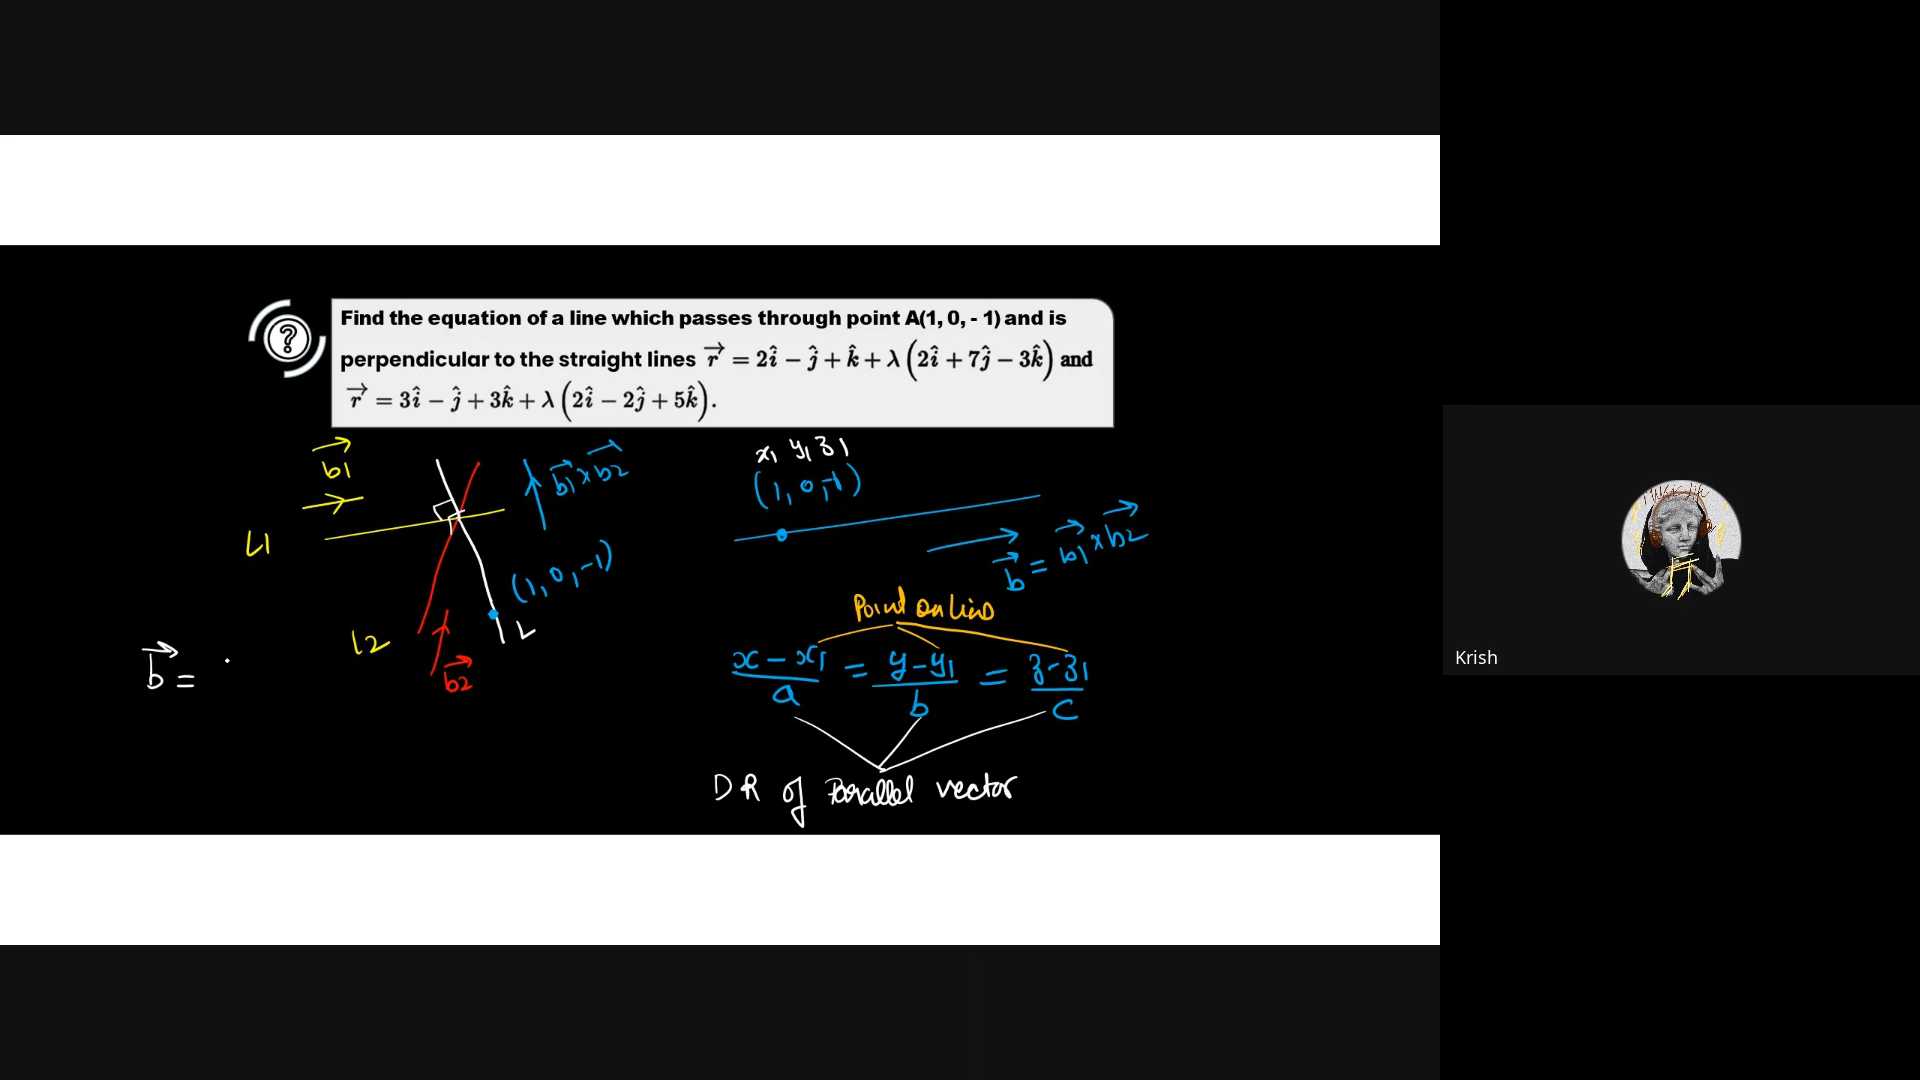 Find the equation of a line which passes through point A(1, 0, - 1) and is
perpendicular to the straight lines r⃗ = 2î − ĵ + k̂ + λ(2î + 7ĵ − 3k̂) and
r⃗ = 3î − ĵ + 3k̂ + λ(2î − 2ĵ + 5k̂).
?
b1⃗
b1⃗ × b2⃗
x1 y1 z1
(1, 0, -1)
L1
(1, 0, -1)
b⃗ = b1⃗ × b2⃗
Point on line
L2
L
b2⃗
b⃗ =
x - x1 / a = y - y1 / b = z - z1 / c
DR of Parallel vector
Krish